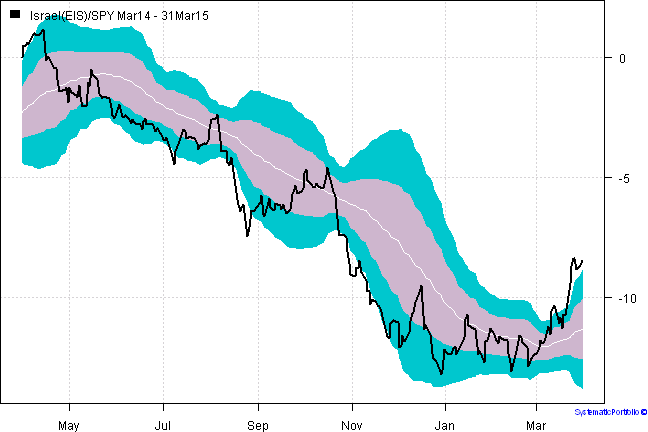 Israel(EIS)/SPY Mar14 - 31Mar15
0
-5
-10
May Jul Sep Nov Jan Mar
SystematicPortfolio ©